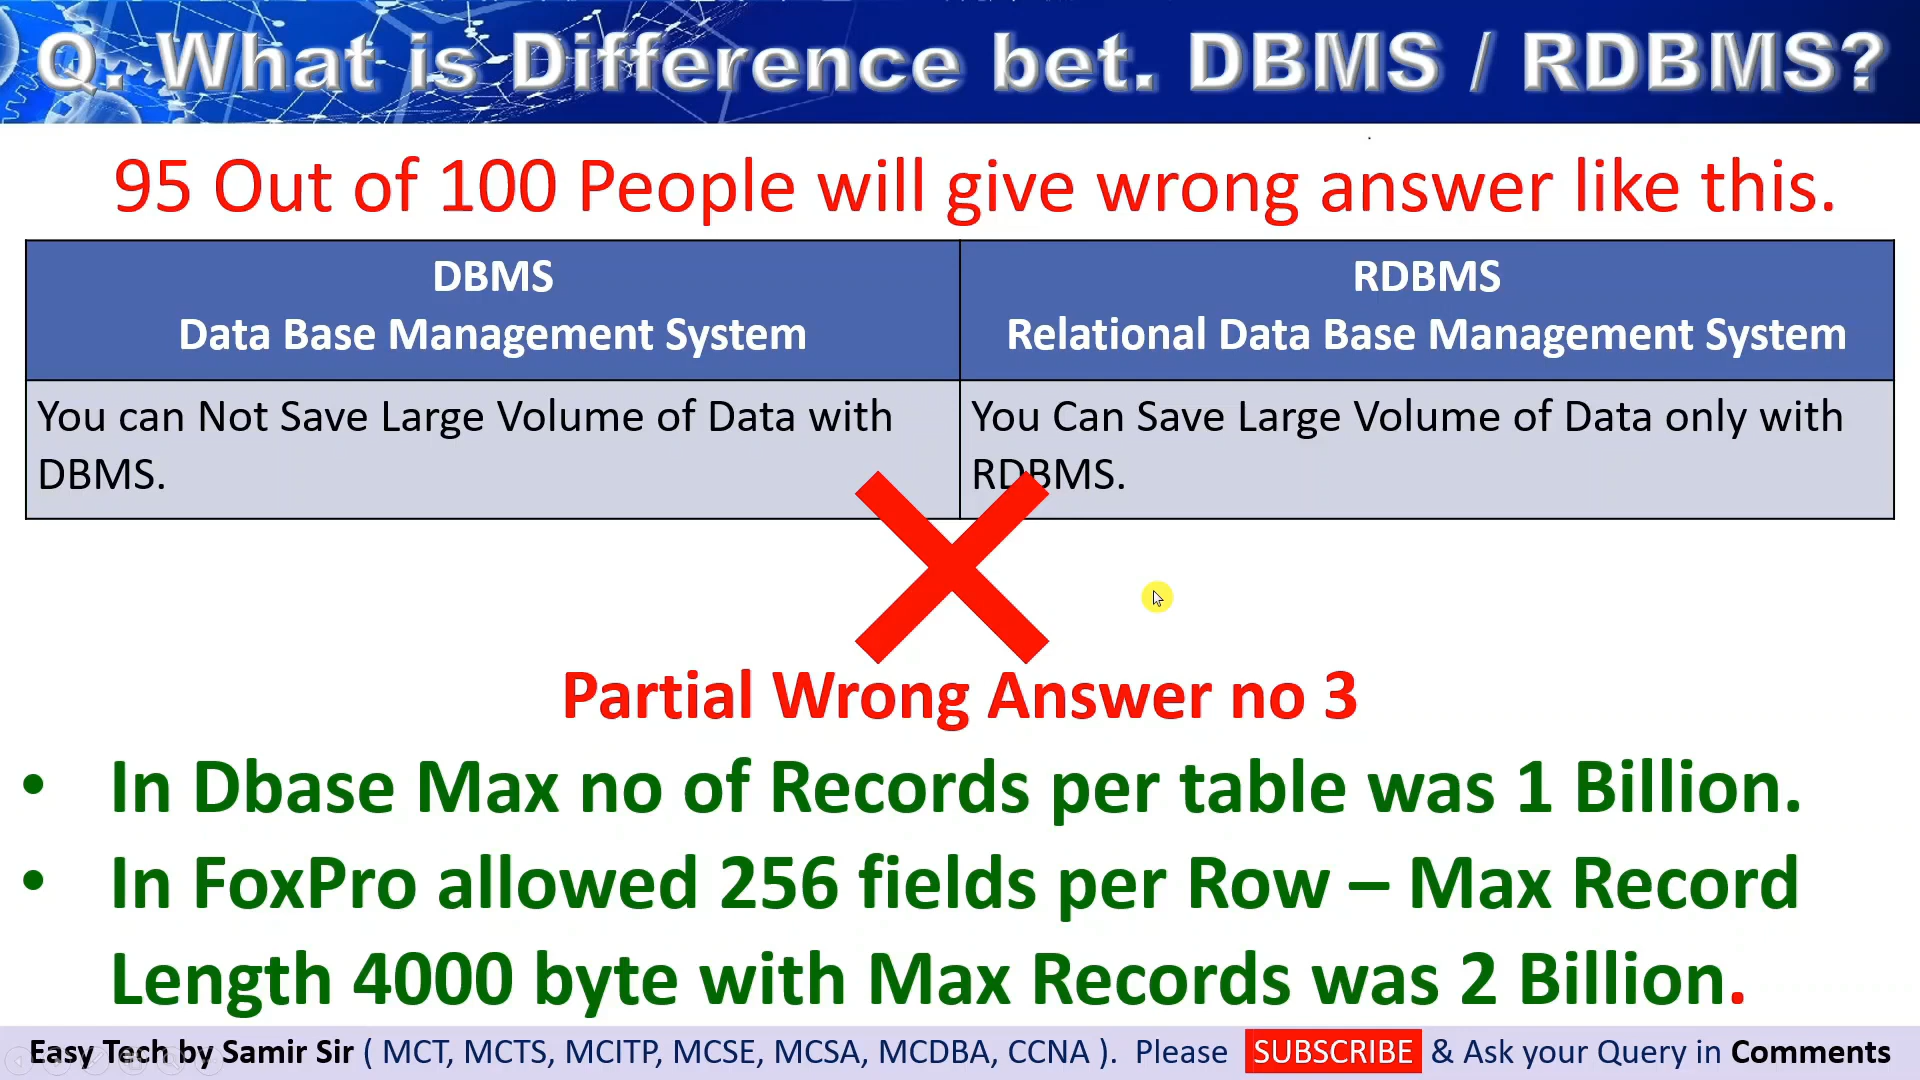 Q. What is Difference bet. DBMS / RDBMS?
95 Out of 100 People will give wrong answer like this.
DBMS
Data Base Management System
RDBMS
Relational Data Base Management System
You can Not Save Large Volume of Data with
DBMS.
You Can Save Large Volume of Data only with
RDBMS.
Partial Wrong Answer no 3
• In Dbase Max no of Records per table was 1 Billion.
• In FoxPro allowed 256 fields per Row – Max Record
Length 4000 byte with Max Records was 2 Billion.
Easy Tech by Samir Sir ( MCT, MCTS, MCITP, MCSE, MCSA, MCDBA, CCNA ). Please SUBSCRIBE & Ask your Query in Comments